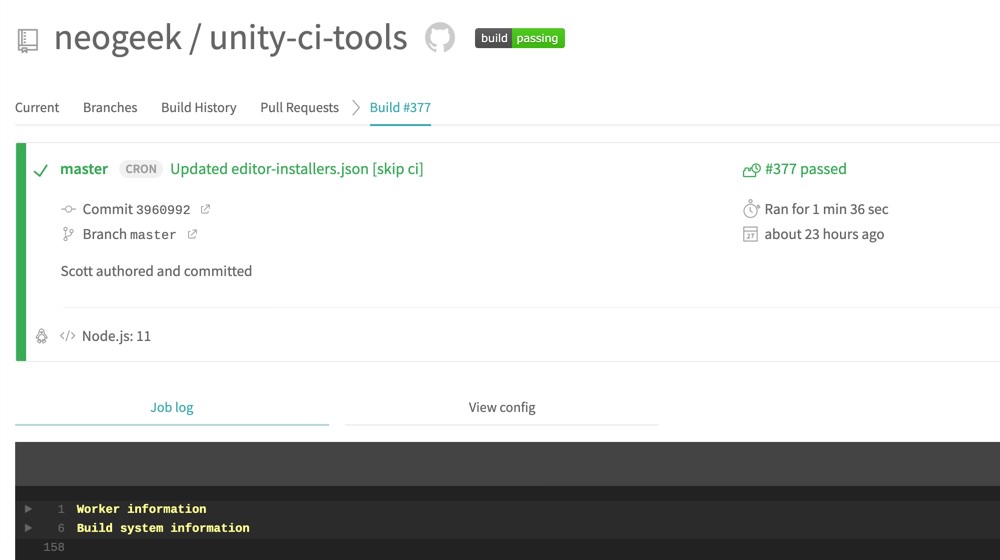 neogeek / unity-ci-tools build passing
Current Branches Build History Pull Requests Build #377
master CRON Updated editor-installers.json [skip ci] #377 passed
Commit 3960992 Ran for 1 min 36 sec
Branch master 27 about 23 hours ago
Scott authored and committed
</> Node.js: 11
Job log View config
1 Worker information
6 Build system information
158